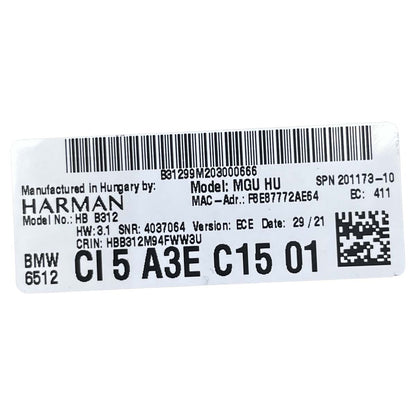 B31299M203000666
Manufactured in Hungary by: Model: MGU HU SPN 201173-10
HARMAN MAC-Adr.: FBE87772AE64 EC: 411
Model No.: HB B312
HW: 3.1 SNR: 4037064 Version: ECE Date: 29/21
CRIN: HBB312M94FWW3U
BMW
6512 CI 5 A3E C15 01